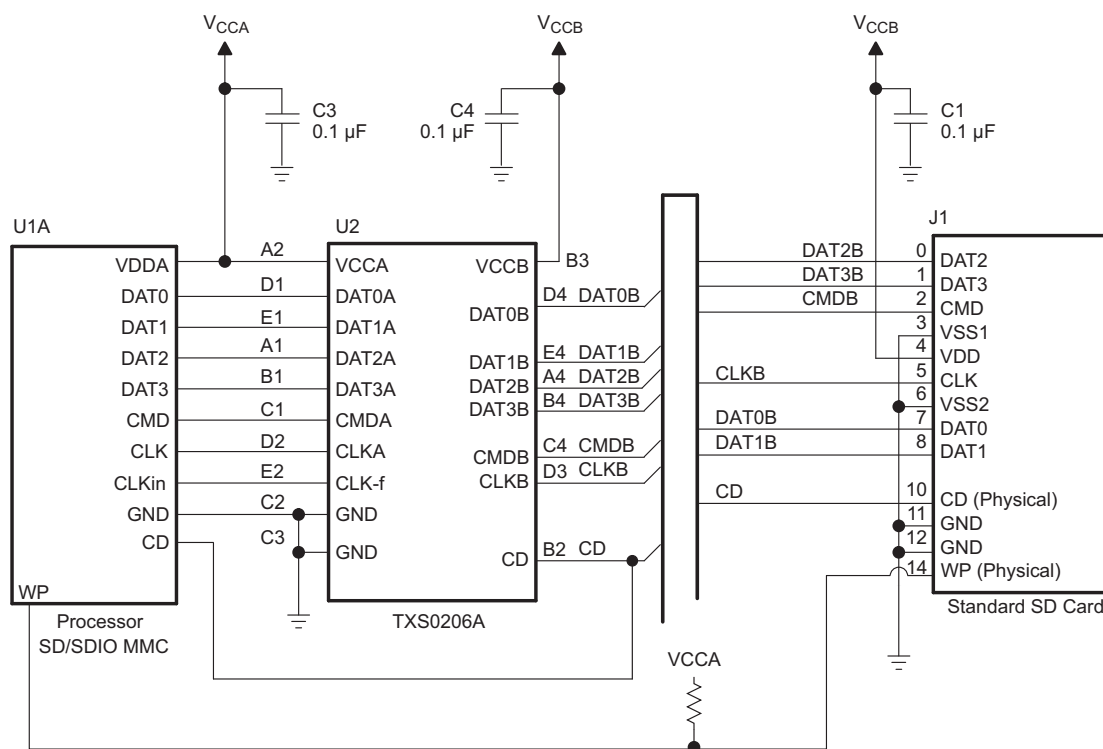 VCCA
VCCB
VCCB
C3
0.1 µF
C4
0.1 µF
C1
0.1 µF
U1A
U2
J1
VDDA
A2
VCCA
VCCB
B3
DAT0
D1
DAT0A
DAT0B
D4
DAT0B
DAT1
E1
DAT1A
DAT1B
E4
DAT1B
DAT2
A1
DAT2A
DAT2B
A4
DAT2B
DAT3
B1
DAT3A
DAT3B
B4
DAT3B
CMD
C1
CMDA
CMDB
C4
CMDB
CLK
D2
CLKA
CLKB
D3
CLKB
CLKin
E2
CLK-f
GND
C2
GND
C3
GND
CD
CD
B2
CD
WP
Processor
SD/SDIO MMC
TXS0206A
DAT2B
0
DAT2
DAT3B
1
DAT3
CMDB
2
CMD
3
VSS1
4
VDD
CLKB
5
CLK
6
VSS2
DAT0B
7
DAT0
DAT1B
8
DAT1
CD
10
CD (Physical)
11
GND
12
GND
14
WP (Physical)
Standard SD Card
VCCA